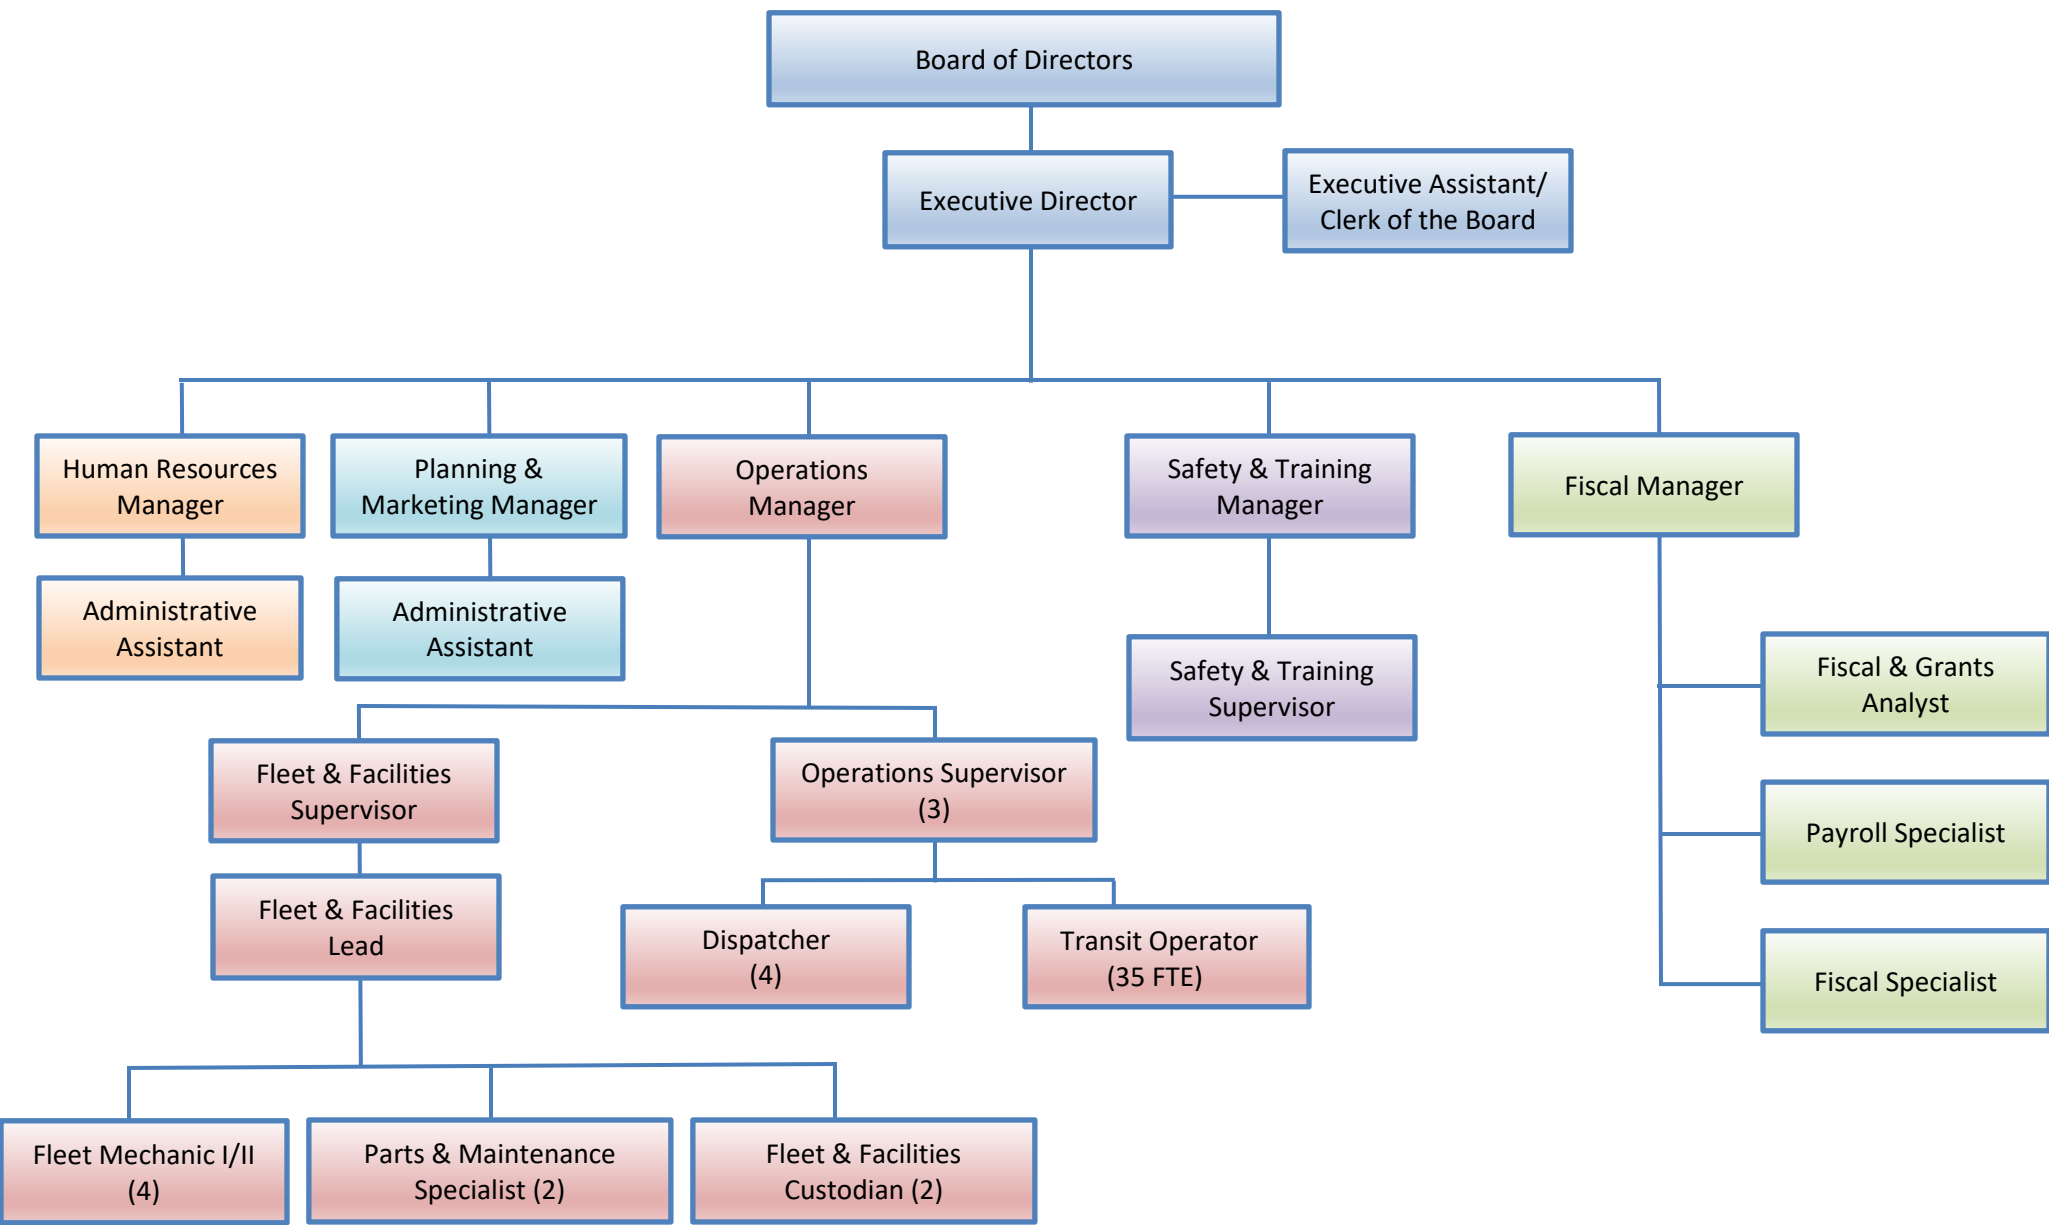 Board of Directors
Executive Director
Executive Assistant/
Clerk of the Board
Human Resources
Manager
Planning &
Marketing Manager
Operations
Manager
Safety & Training
Manager
Fiscal Manager
Administrative
Assistant
Administrative
Assistant
Safety & Training
Supervisor
Fiscal & Grants
Analyst
Fleet & Facilities
Supervisor
Operations Supervisor
(3)
Payroll Specialist
Fleet & Facilities
Lead
Dispatcher
(4)
Transit Operator
(35 FTE)
Fiscal Specialist
Fleet Mechanic I/II
(4)
Parts & Maintenance
Specialist (2)
Fleet & Facilities
Custodian (2)